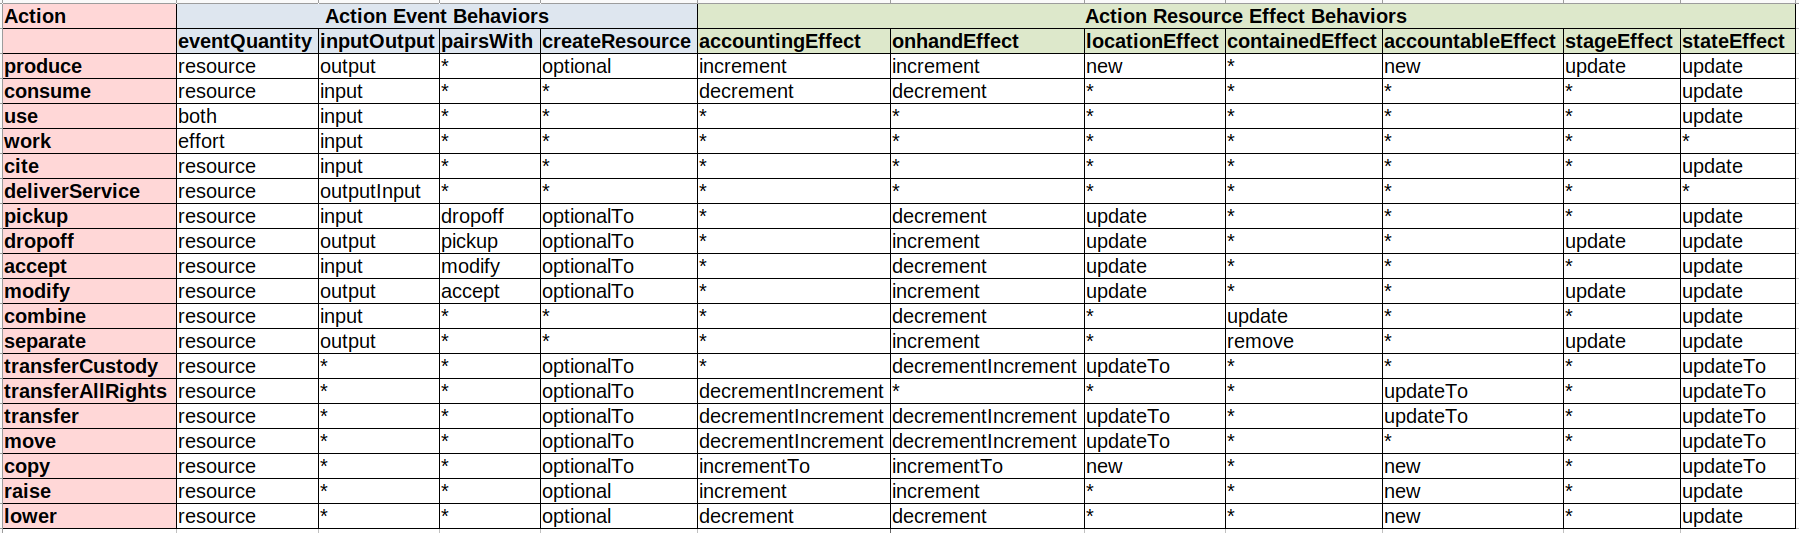 Action Action Event Behaviors Action Resource Effect Behaviors
eventQuantity inputOutput pairsWith createResource accountingEffect onhandEffect locationEffect containedEffect accountableEffect stageEffect stateEffect
produce resource output * optional increment increment new * new update update
consume resource input * * decrement decrement * * * * update
use both input * * * * * * * * update
work effort input * * * * * * * * *
cite resource input * * * * * * * * update
deliverService resource outputInput * * * * * * * * *
pickup resource input dropoff optionalTo * decrement update * * * update
dropoff resource output pickup optionalTo * increment update * * update update
accept resource input modify optionalTo * decrement update * * * update
modify resource output accept optionalTo * increment update * * update update
combine resource input * * * decrement * update * * update
separate resource output * * * increment * remove * update update
transferCustody resource * * optionalTo * decrementIncrement updateTo * * * updateTo
transferAllRights resource * * optionalTo decrementIncrement * * * updateTo * updateTo
transfer resource * * optionalTo decrementIncrement decrementIncrement updateTo * updateTo * updateTo
move resource * * optionalTo decrementIncrement decrementIncrement updateTo * * * updateTo
copy resource * * optionalTo incrementTo incrementTo new * new * updateTo
raise resource * * optional increment increment * * new * update
lower resource * * optional decrement decrement * * new * update